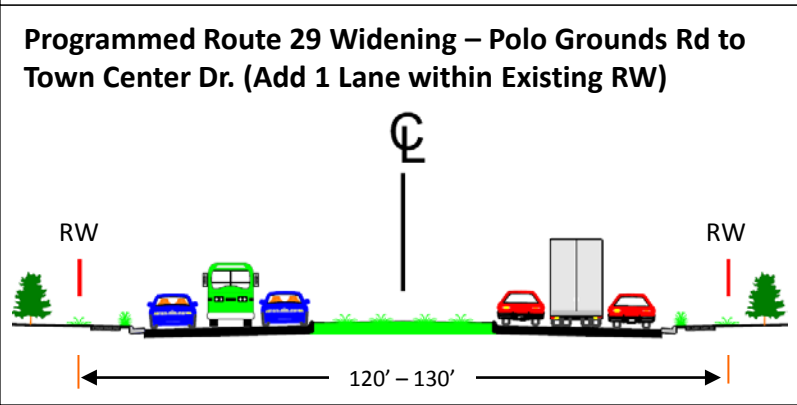 Programmed Route 29 Widening – Polo Grounds Rd to
Town Center Dr. (Add 1 Lane within Existing RW)
℄
RW
RW
120’ – 130’